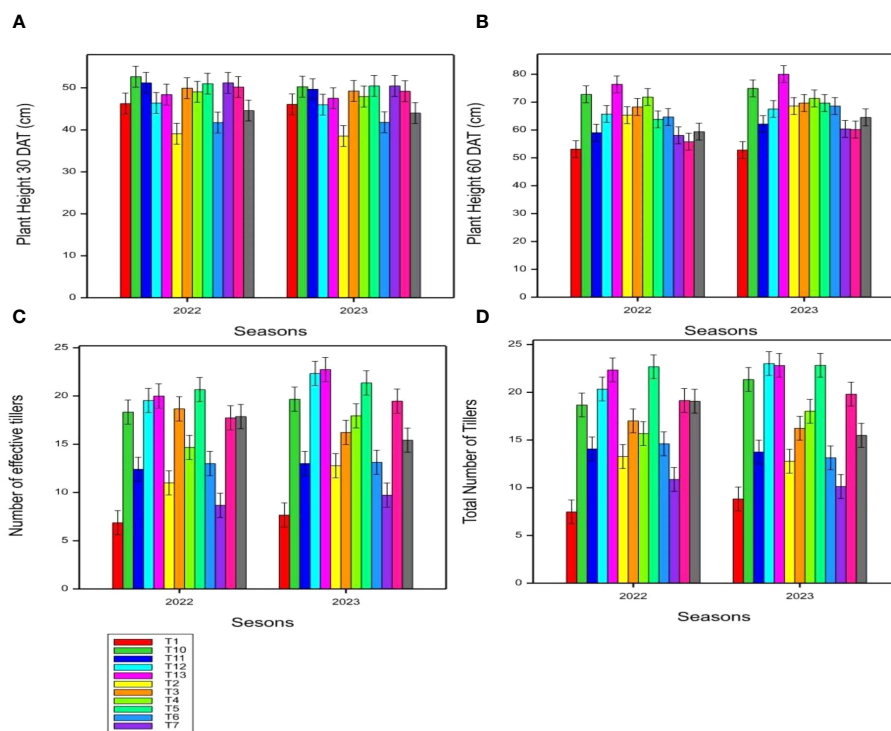 A
Plant Height 30 DAT (cm)
50
40
30
20
10
0
2022 2023
Seasons
B
Plant Height 60 DAT (cm)
80
70
60
50
40
30
20
10
0
2022 2023
Seasons
C
Number of effective tillers
25
20
15
10
5
0
2022 2023
Sesons
D
Total Number of Tillers
25
20
15
10
5
0
2022 2023
Seasons
T1
T10
T11
T12
T13
T2
T3
T4
T5
T6
T7